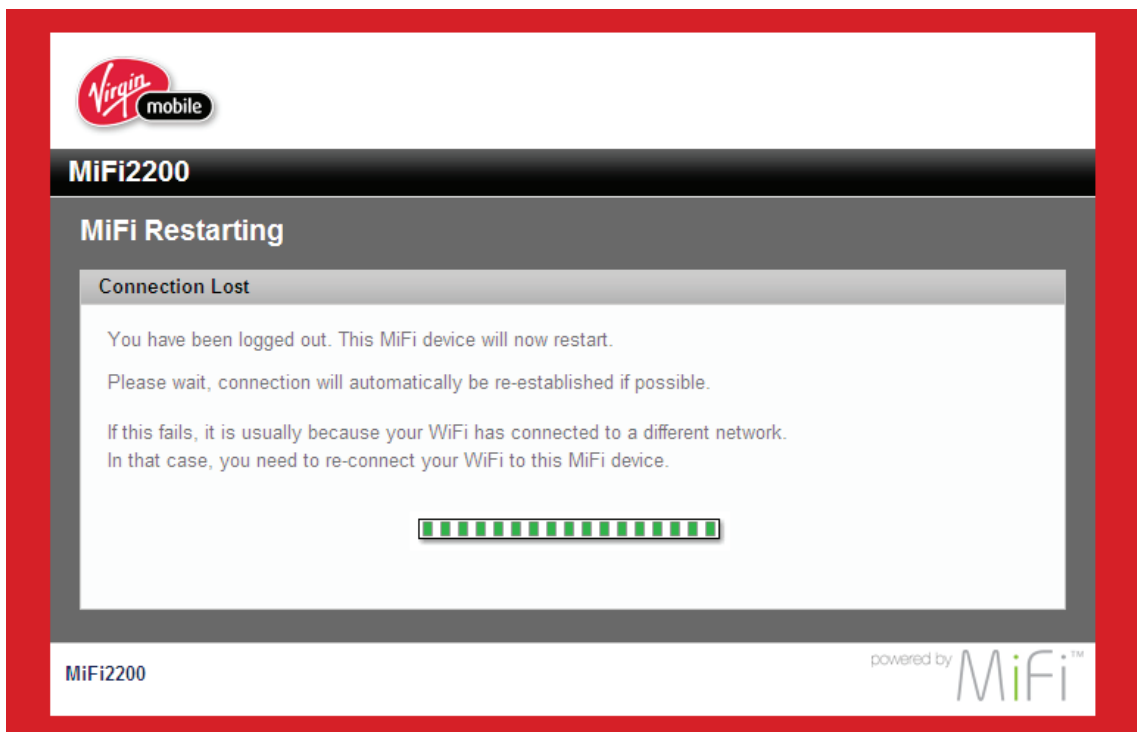 Virgin
mobile
MiFi2200
MiFi Restarting
Connection Lost
You have been logged out. This MiFi device will now restart.
Please wait, connection will automatically be re-established if possible.
If this fails, it is usually because your WiFi has connected to a different network.
In that case, you need to re-connect your WiFi to this MiFi device.
MiFi2200
powered by MiFi™